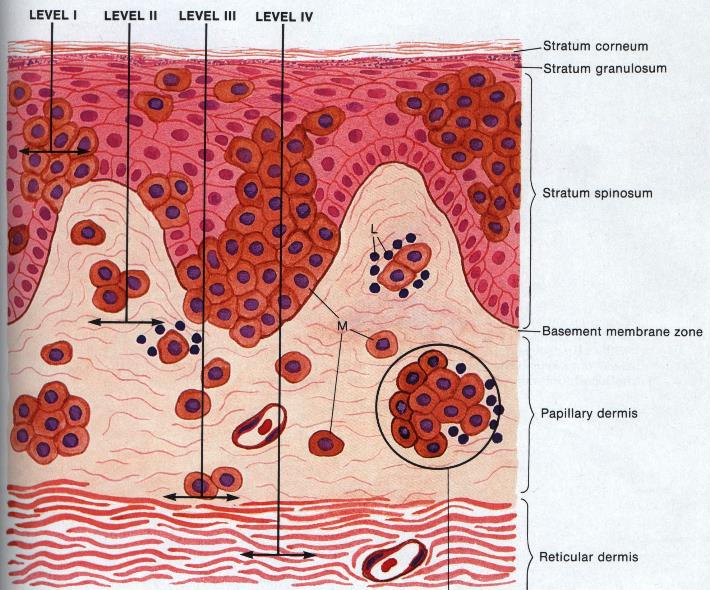 LEVEL I LEVEL II LEVEL III LEVEL IV
Stratum corneum
Stratum granulosum
Stratum spinosum
L
M
Basement membrane zone
Papillary dermis
Reticular dermis